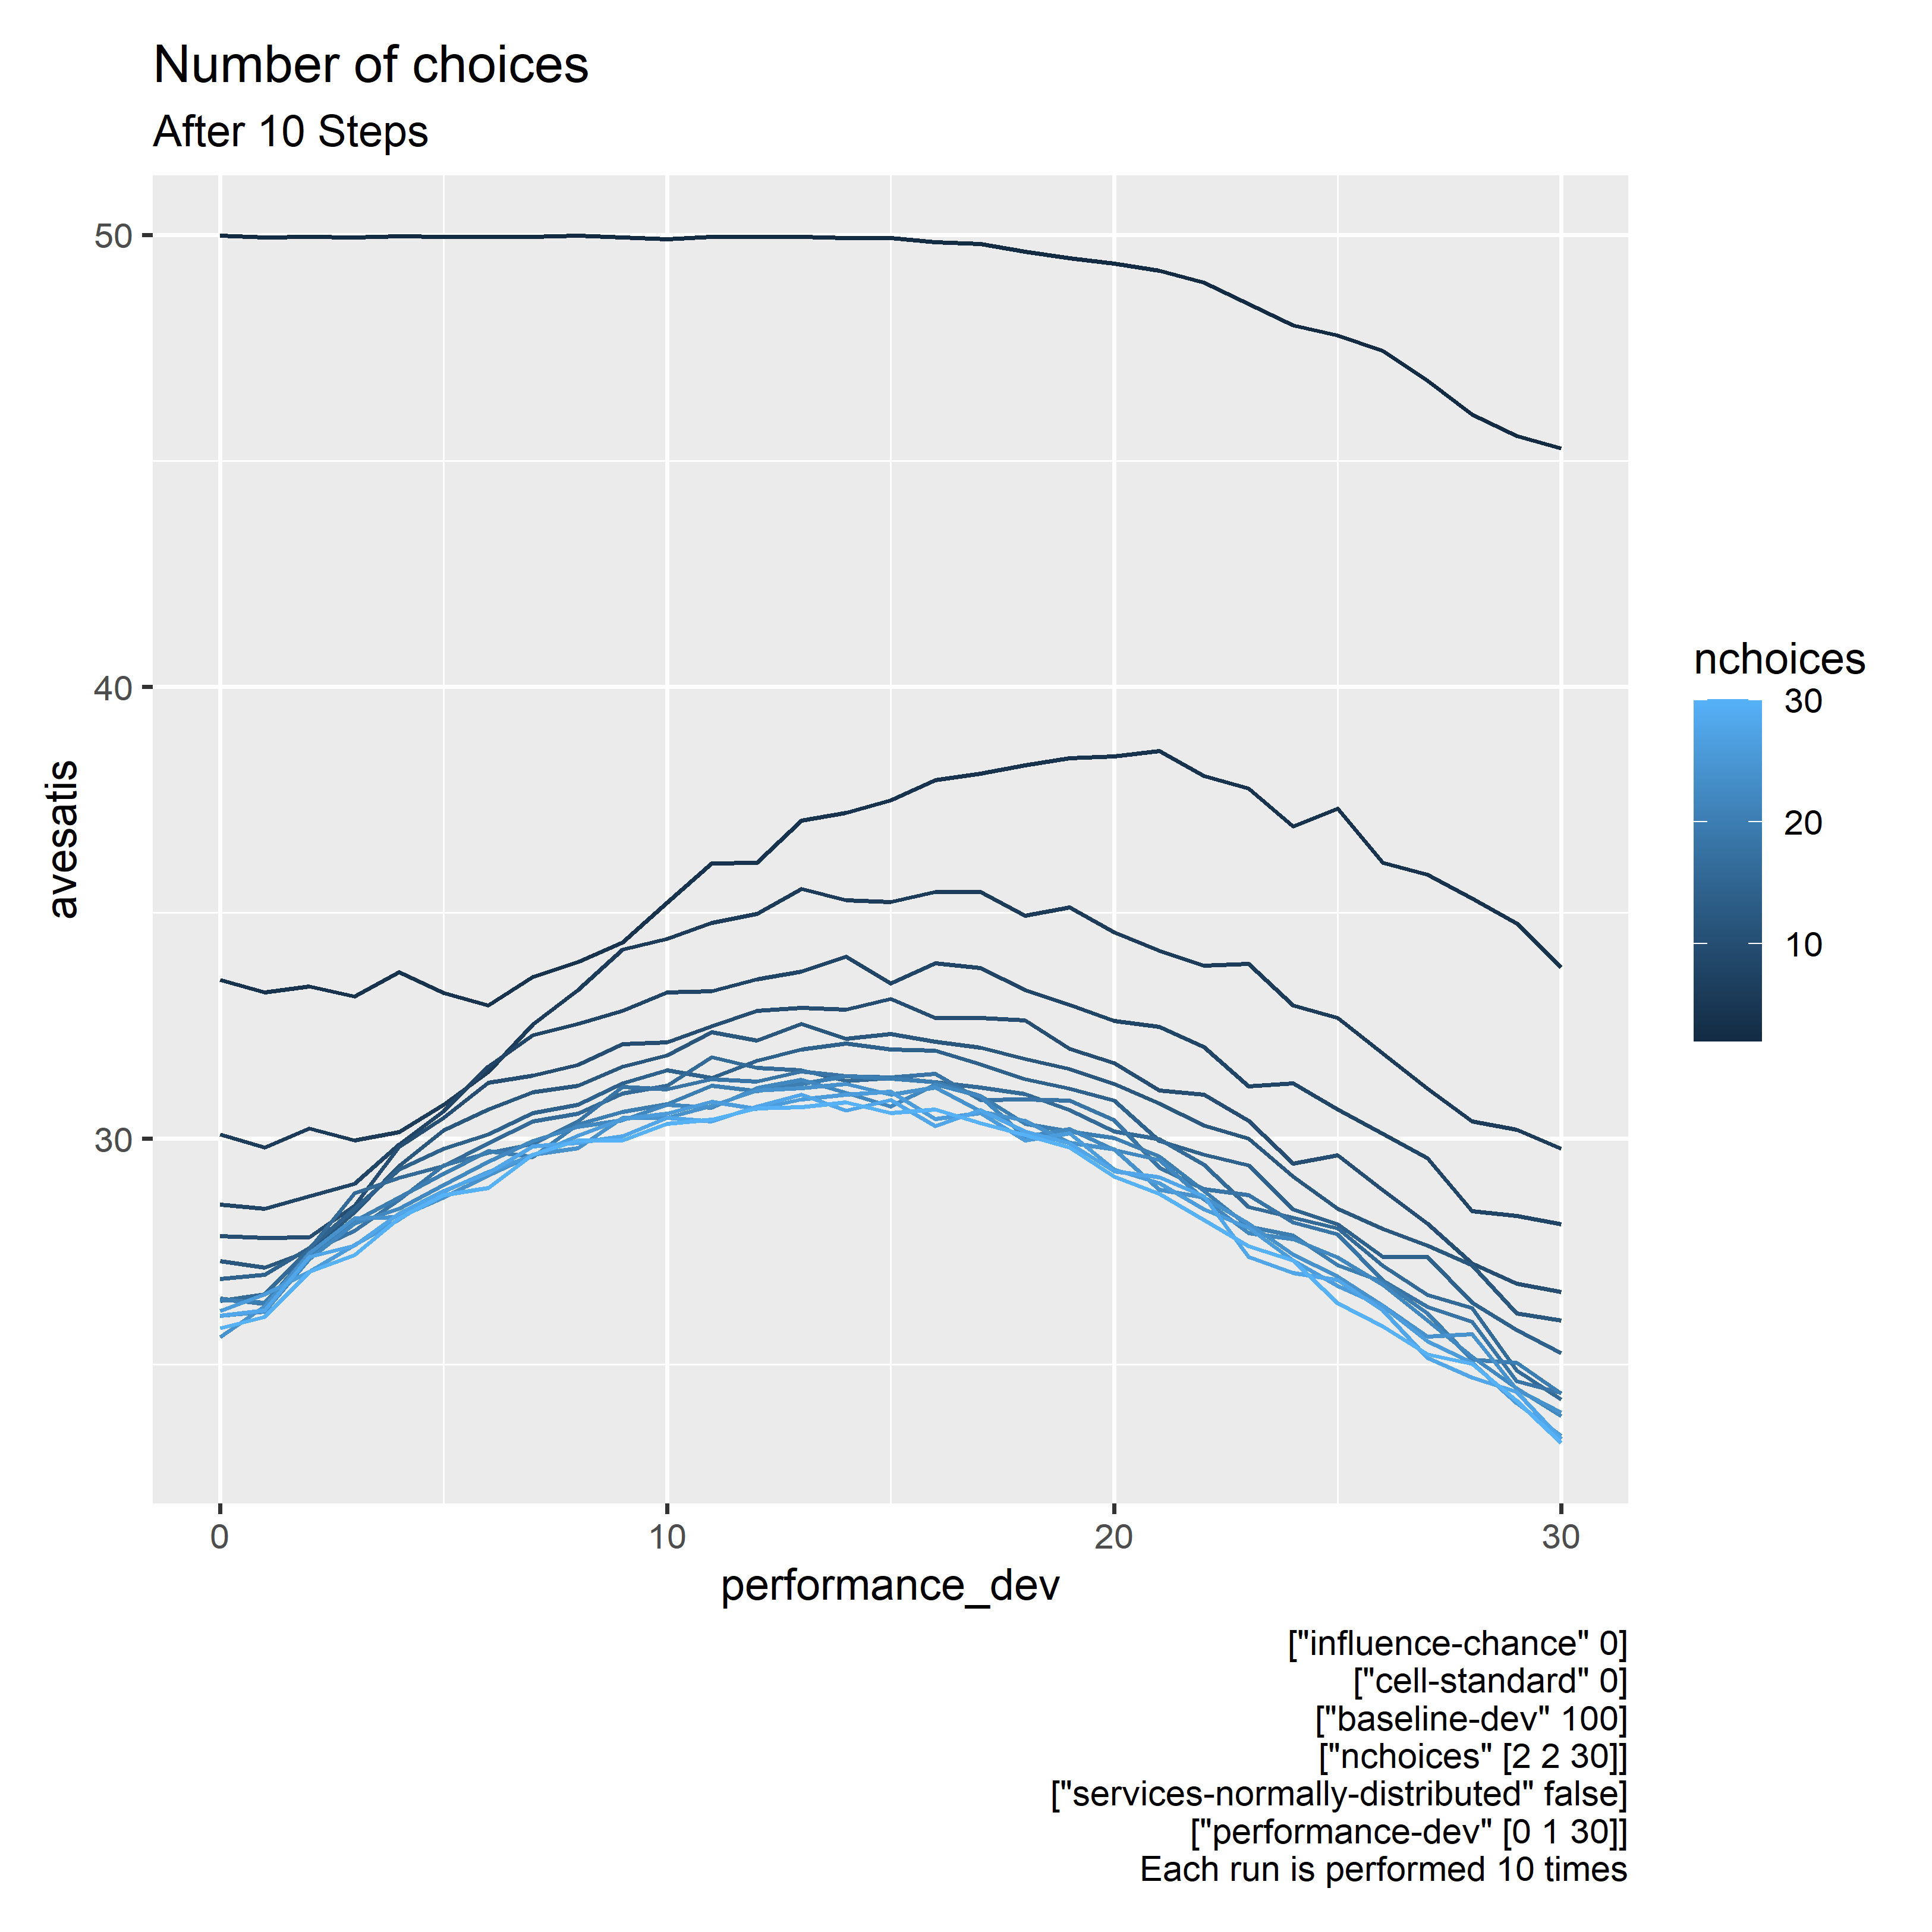 Number of choices
After 10 Steps
50
40
30
avesatis
0
10
20
30
performance_dev
nchoices
30
20
10
["influence-chance" 0]
["cell-standard" 0]
["baseline-dev" 100]
["nchoices" [2 2 30]]
["services-normally-distributed" false]
["performance-dev" [0 1 30]]
Each run is performed 10 times